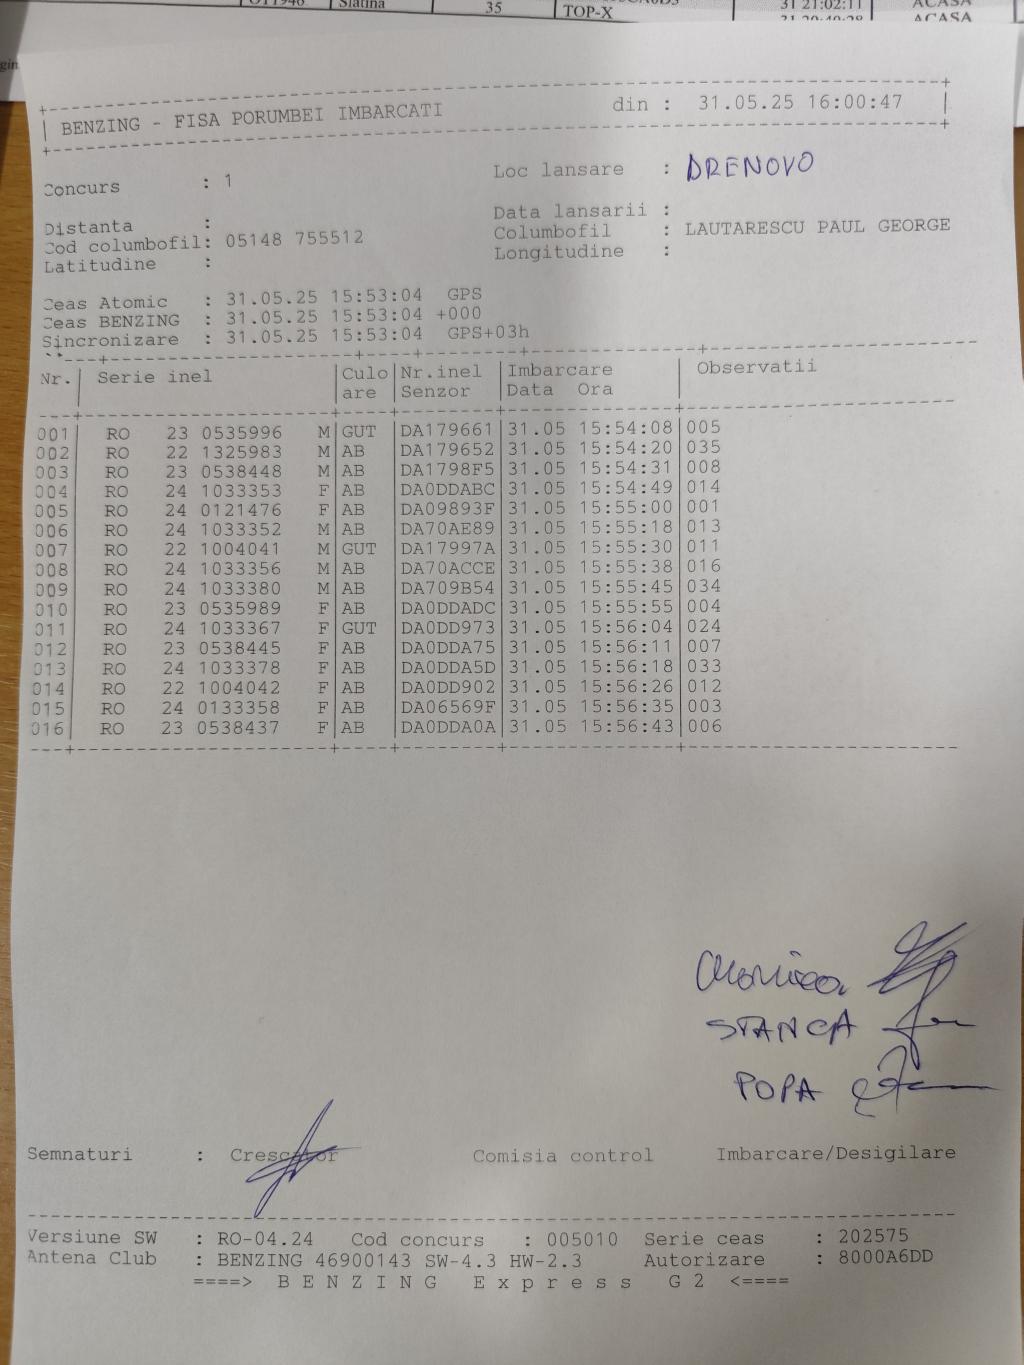 Slatina 35 TOP-X 31 21:02:11 ACASA
ACASA
BENZING - FISA PORUMBEI IMBARCATI din : 31.05.25 16:00:47
Concurs : 1 Loc lansare : DRENOVO
Distanta : Data lansarii :
Cod columbofil: 05148 755512 Columbofil : LAUTARESCU PAUL GEORGE
Latitudine : Longitudine :
Ceas Atomic : 31.05.25 15:53:04 GPS
Ceas BENZING : 31.05.25 15:53:04 +000
Sincronizare : 31.05.25 15:53:04 GPS+03h
Nr. Serie inel Culo Nr.inel Imbarcare Observatii
are Senzor Data Ora
001 RO 23 0535996 M GUT DA179661 31.05 15:54:08 005
002 RO 22 1325983 M AB DA179652 31.05 15:54:20 035
003 RO 23 0538448 M AB DA1798F5 31.05 15:54:31 008
004 RO 24 1033353 F AB DA0DDABC 31.05 15:54:49 014
005 RO 24 0121476 F AB DA09893F 31.05 15:55:00 001
006 RO 24 1033352 M AB DA70AE89 31.05 15:55:18 013
007 RO 22 1004041 M GUT DA17997A 31.05 15:55:30 011
008 RO 24 1033356 M AB DA70ACCE 31.05 15:55:38 016
009 RO 24 1033380 M AB DA709B54 31.05 15:55:45 034
010 RO 23 0535989 F AB DA0DDADC 31.05 15:55:55 004
011 RO 24 1033367 F GUT DA0DD973 31.05 15:56:04 024
012 RO 23 0538445 F AB DA0DDA75 31.05 15:56:11 007
013 RO 24 1033378 F AB DA0DDA5D 31.05 15:56:18 033
014 RO 22 1004042 F AB DA0DD902 31.05 15:56:26 012
015 RO 24 0133358 F AB DA06569F 31.05 15:56:35 003
016 RO 23 0538437 F AB DA0DDA0A 31.05 15:56:43 006
STANCA
POPA
Semnaturi : Crescator Comisia control Imbarcare/Desigilare
Versiune SW : RO-04.24 Cod concurs : 005010 Serie ceas : 202575
Antena Club : BENZING 46900143 SW-4.3 HW-2.3 Autorizare : 8000A6DD
====> B E N Z I N G E x p r e s s G 2 <====